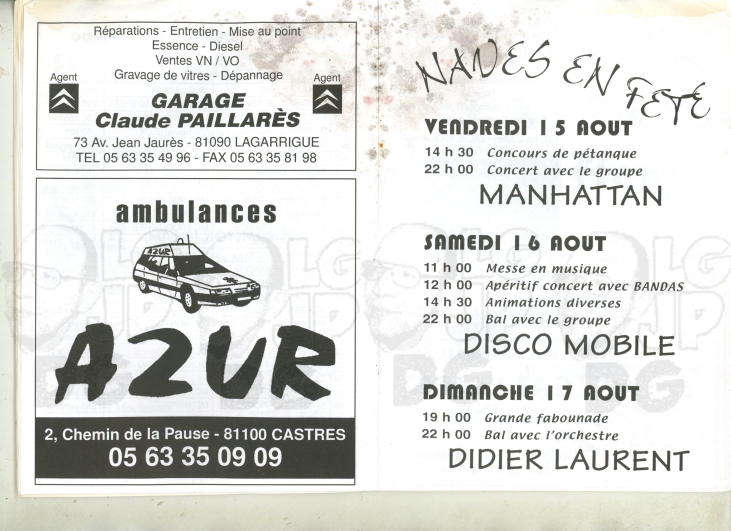 Réparations - Entretien - Mise au point
Essence - Diesel
Ventes VN / VO
Gravage de vitres - Dépannage
Agent
Agent
GARAGE
Claude PAILLARÈS
73 Av. Jean Jaurès - 81090 LAGARRIGUE
TEL 05 63 35 49 96 - FAX 05 63 35 81 98
ambulances
AZUR
AZUR
2, Chemin de la Pause - 81100 CASTRES
05 63 35 09 09
NAVES EN FETE
VENDREDI 15 AOUT
14 h 30 Concours de pétanque
22 h 00 Concert avec le groupe
MANHATTAN
SAMEDI 16 AOUT
11 h 00 Messe en musique
12 h 00 Apéritif concert avec BANDAS
14 h 30 Animations diverses
22 h 00 Bal avec le groupe
DISCO MOBILE
DIMANCHE 17 AOUT
19 h 00 Grande fabounade
22 h 00 Bal avec l'orchestre
DIDIER LAURENT